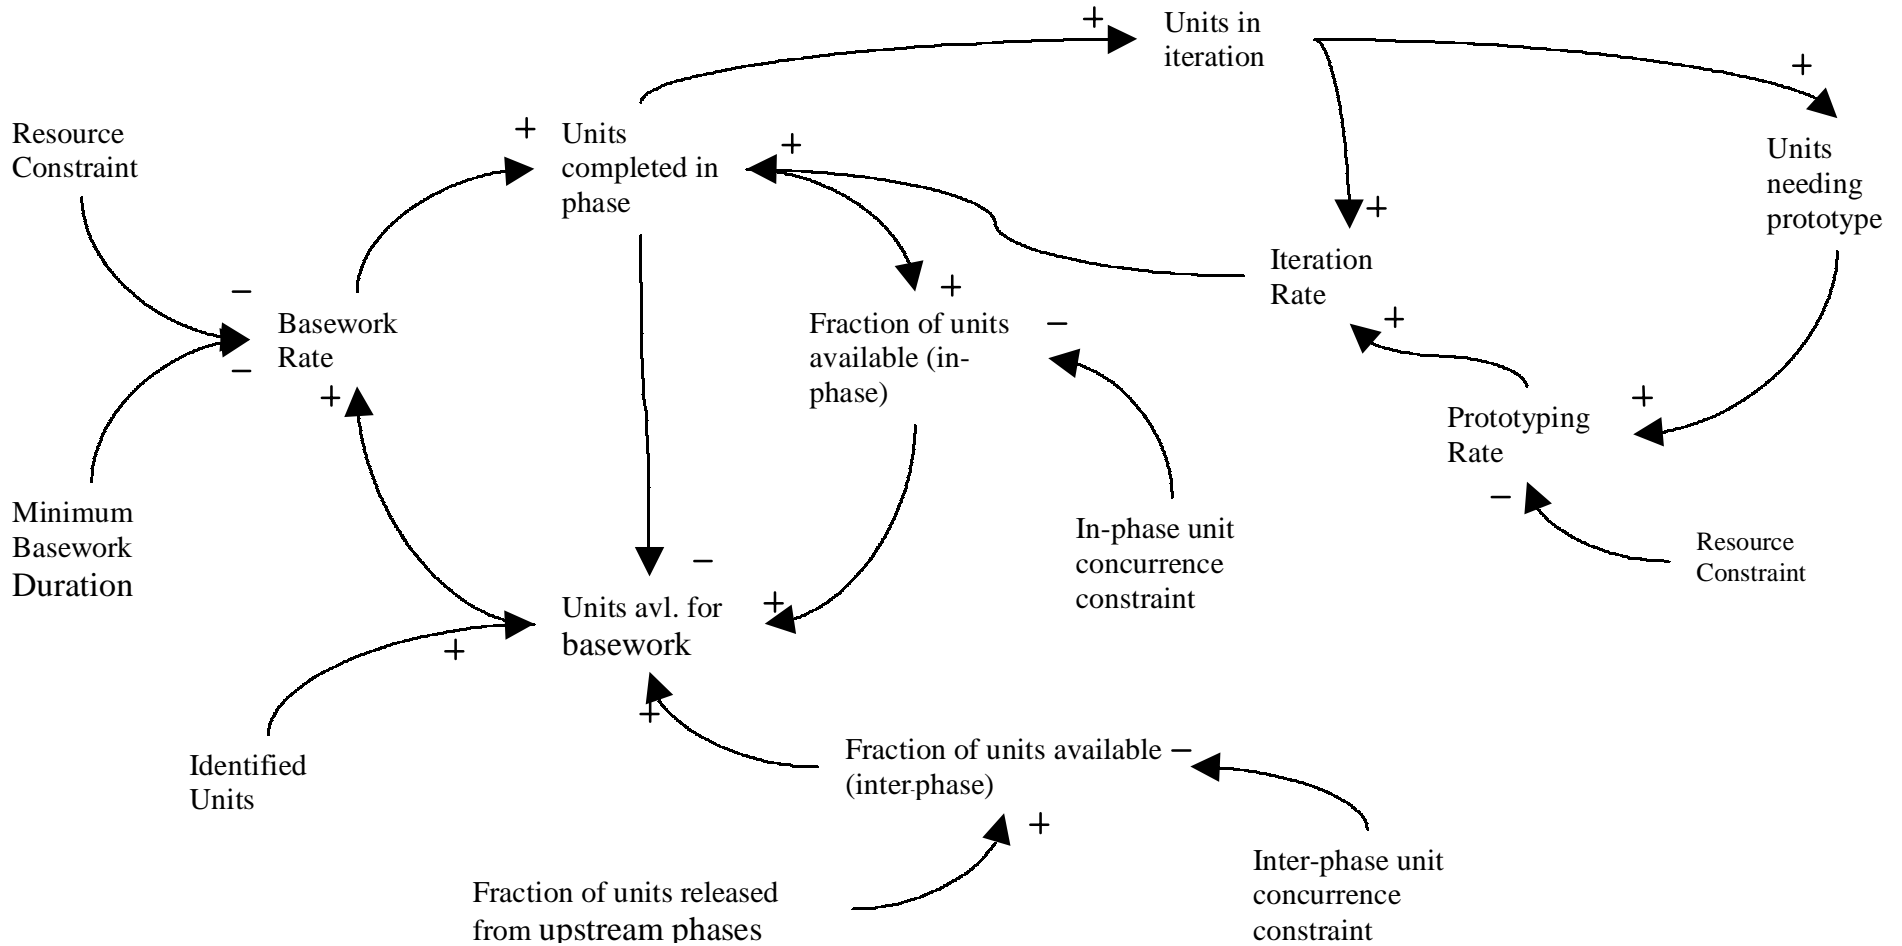 +
Units in
iteration
+
Resource
Constraint
+
Units
completed in
phase
+
Units
needing
prototype
+
Iteration
Rate
−
Basework
Rate
−
+
+
Fraction of units
available (in-
phase)
−
+
+
Prototyping
Rate
−
Minimum
Basework
Duration
In-phase unit
concurrence
constraint
Resource
Constraint
−
Units avl. for
basework
+
+
+
Identified
Units
Fraction of units available −
(inter-phase)
+
Inter-phase unit
concurrence
constraint
Fraction of units released
from upstream phases